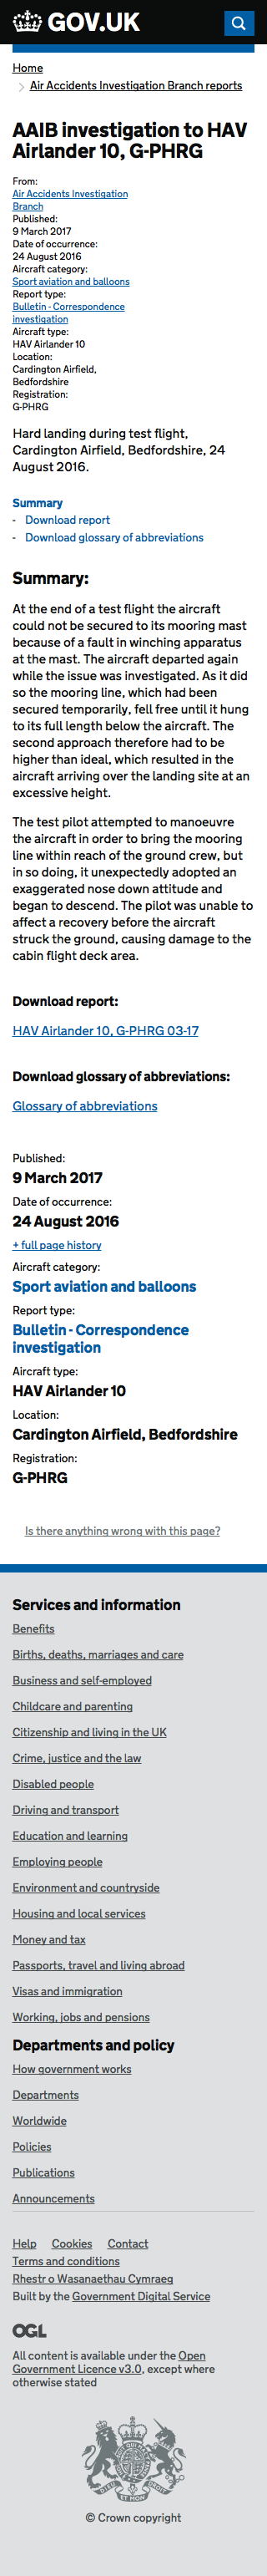 GOV.UK
Home
Air Accidents Investigation Branch reports
AAIB investigation to HAV
Airlander 10, G-PHRG
From:
Air Accidents Investigation
Branch
Published:
9 March 2017
Date of occurrence:
24 August 2016
Aircraft category:
Sport aviation and balloons
Report type:
Bulletin - Correspondence
investigation
Aircraft type:
HAV Airlander 10
Location:
Cardington Airfield,
Bedfordshire
Registration:
G-PHRG
Hard landing during test flight,
Cardington Airfield, Bedfordshire, 24
August 2016.
Summary
- Download report
- Download glossary of abbreviations
Summary:
At the end of a test flight the aircraft
could not be secured to its mooring mast
because of a fault in winching apparatus
at the mast. The aircraft departed again
while the issue was investigated. As it did
so the mooring line, which had been
secured temporarily, fell free until it hung
to its full length below the aircraft. The
second approach therefore had to be
higher than ideal, which resulted in the
aircraft arriving over the landing site at an
excessive height.
The test pilot attempted to manoeuvre
the aircraft in order to bring the mooring
line within reach of the ground crew, but
in so doing, it unexpectedly adopted an
exaggerated nose down attitude and
began to descend. The pilot was unable to
affect a recovery before the aircraft
struck the ground, causing damage to the
cabin flight deck area.
Download report:
HAV Airlander 10, G-PHRG 03-17
Download glossary of abbreviations:
Glossary of abbreviations
Published:
9 March 2017
Date of occurrence:
24 August 2016
+ full page history
Aircraft category:
Sport aviation and balloons
Report type:
Bulletin - Correspondence
investigation
Aircraft type:
HAV Airlander 10
Location:
Cardington Airfield, Bedfordshire
Registration:
G-PHRG
Is there anything wrong with this page?
Services and information
Benefits
Births, deaths, marriages and care
Business and self-employed
Childcare and parenting
Citizenship and living in the UK
Crime, justice and the law
Disabled people
Driving and transport
Education and learning
Employing people
Environment and countryside
Housing and local services
Money and tax
Passports, travel and living abroad
Visas and immigration
Working, jobs and pensions
Departments and policy
How government works
Departments
Worldwide
Policies
Publications
Announcements
Help Cookies Contact
Terms and conditions
Rhestr o Wasanaethau Cymraeg
Built by the Government Digital Service
OGL
All content is available under the Open
Government Licence v3.0, except where
otherwise stated
© Crown copyright